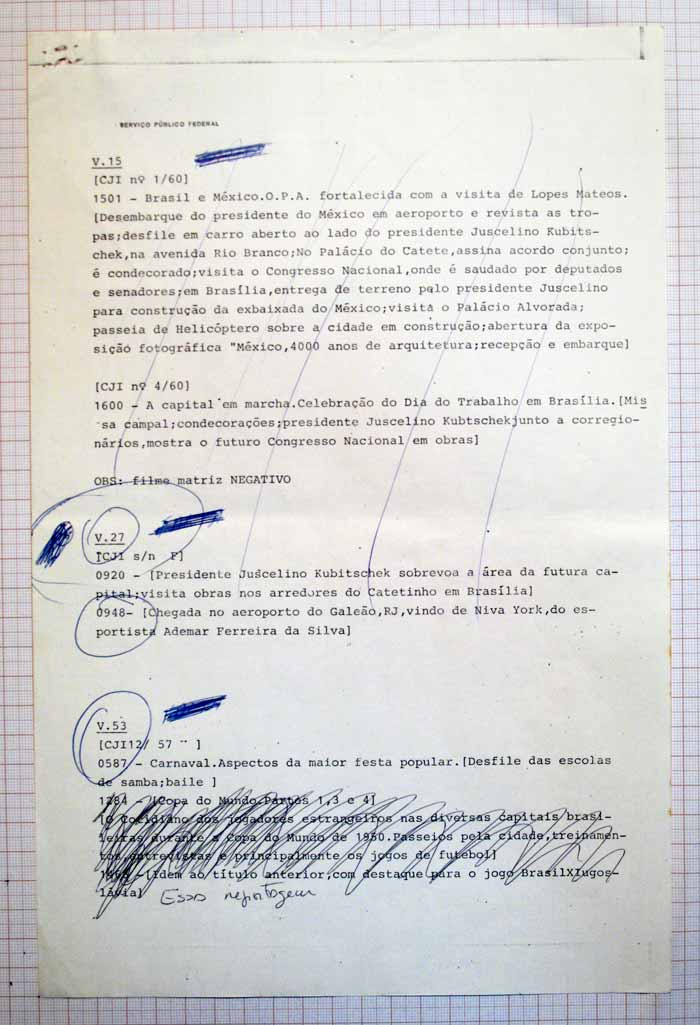 SERVIÇO PÚBLICO FEDERAL
V.15
[CJI nº 1/60]
1501 - Brasil e México.O.P.A. fortalecida com a visita de Lopes Mateos.
[Desembarque do presidente do México em aeroporto e revista as tro-
pas;desfile em carro aberto ao lado do presidente Juscelino Kubits-
chek,na avenida Rio Branco;No Palácio do Catete,assina acordo conjunto;
é condecorado;visita o Congresso Nacional,onde é saudado por deputados
e senadores;em Brasília,entrega de terreno pelo presidente Juscelino
para construção da exbaixada do México;visita o Palácio Alvorada;
passeia de Helicóptero sobre a cidade em construção;abertura da expo-
sição fotográfica "México,4000 anos de arquitetura;recepção e embarque]
[CJI nº 4/60]
1600 - A capital em marcha.Celebração do Dia do Trabalho em Brasília.[Mis
sa campal;condecorações;presidente Juscelino Kubtschekjunto a corregio-
nários,mostra o futuro Congresso Nacional em obras]
OBS: filme matriz NEGATIVO
V.27
[CJI s/n F]
0920 - [Presidente Juscelino Kubitschek sobrevoa a área da futura ca-
pital;visita obras nos arredores do Catetinho em Brasília]
0948- [Chegada no aeroporto do Galeão,RJ,vindo de Niva York,do es-
portista Ademar Ferreira da Silva]
V.53
[CJI12/ 57 ]
0587 - Carnaval.Aspectos da maior festa popular.[Desfile das escolas
de samba;baile ]
1284 - [Copa do Mundo.Partes 1,3 e 4]
[O Cotidiano dos jogadores estrangeiros nas diversas capitais brasi-
leiras durante a Copa do Mundo de 1950.Passeios pela cidade,treinamen-
tos,entrevistas e principalmente os jogos de futebol]
-[Idem ao título anterior,com destaque para o jogo BrasilXIugos-
lávia] Essa reportagem